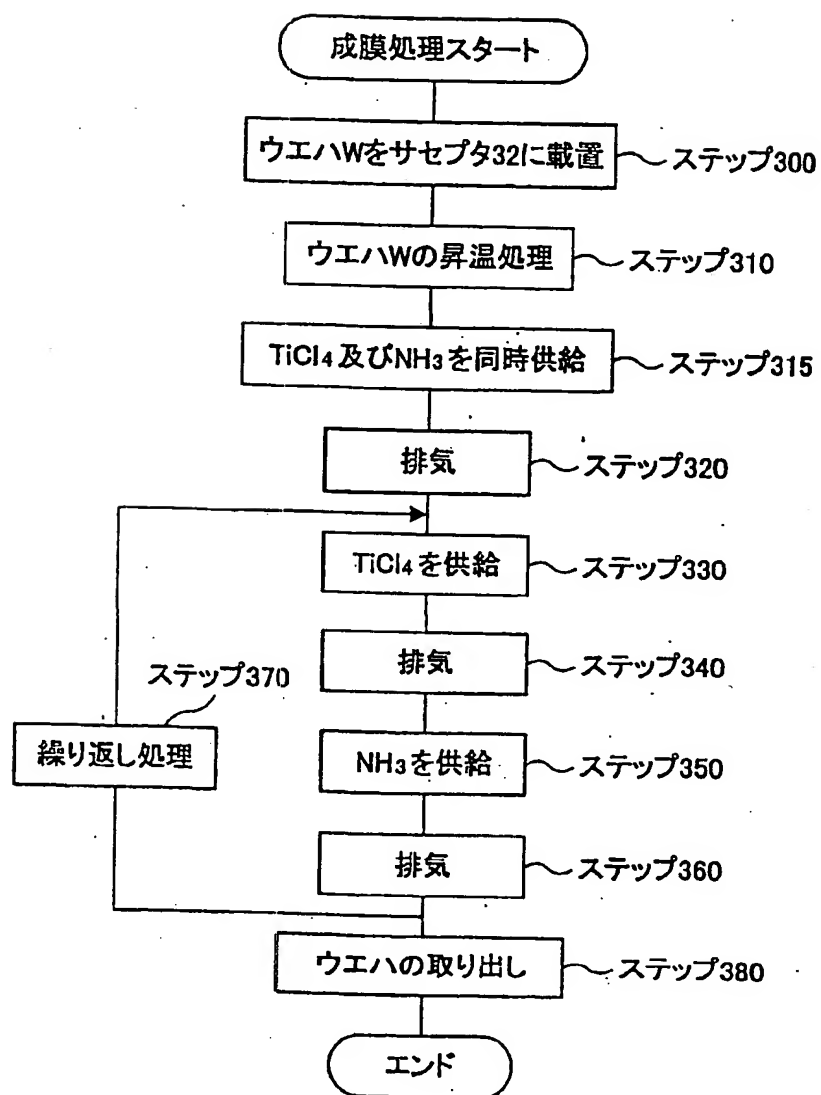 成膜処理スタート
ウエハWをサセプタ32に載置
ステップ300
ウエハWの昇温処理
ステップ310
TiCl₄及びNH₃を同時供給
ステップ315
排気
ステップ320
TiCl₄を供給
ステップ330
排気
ステップ340
ステップ370
繰り返し処理
NH₃を供給
ステップ350
排気
ステップ360
ウエハの取り出し
ステップ380
エンド